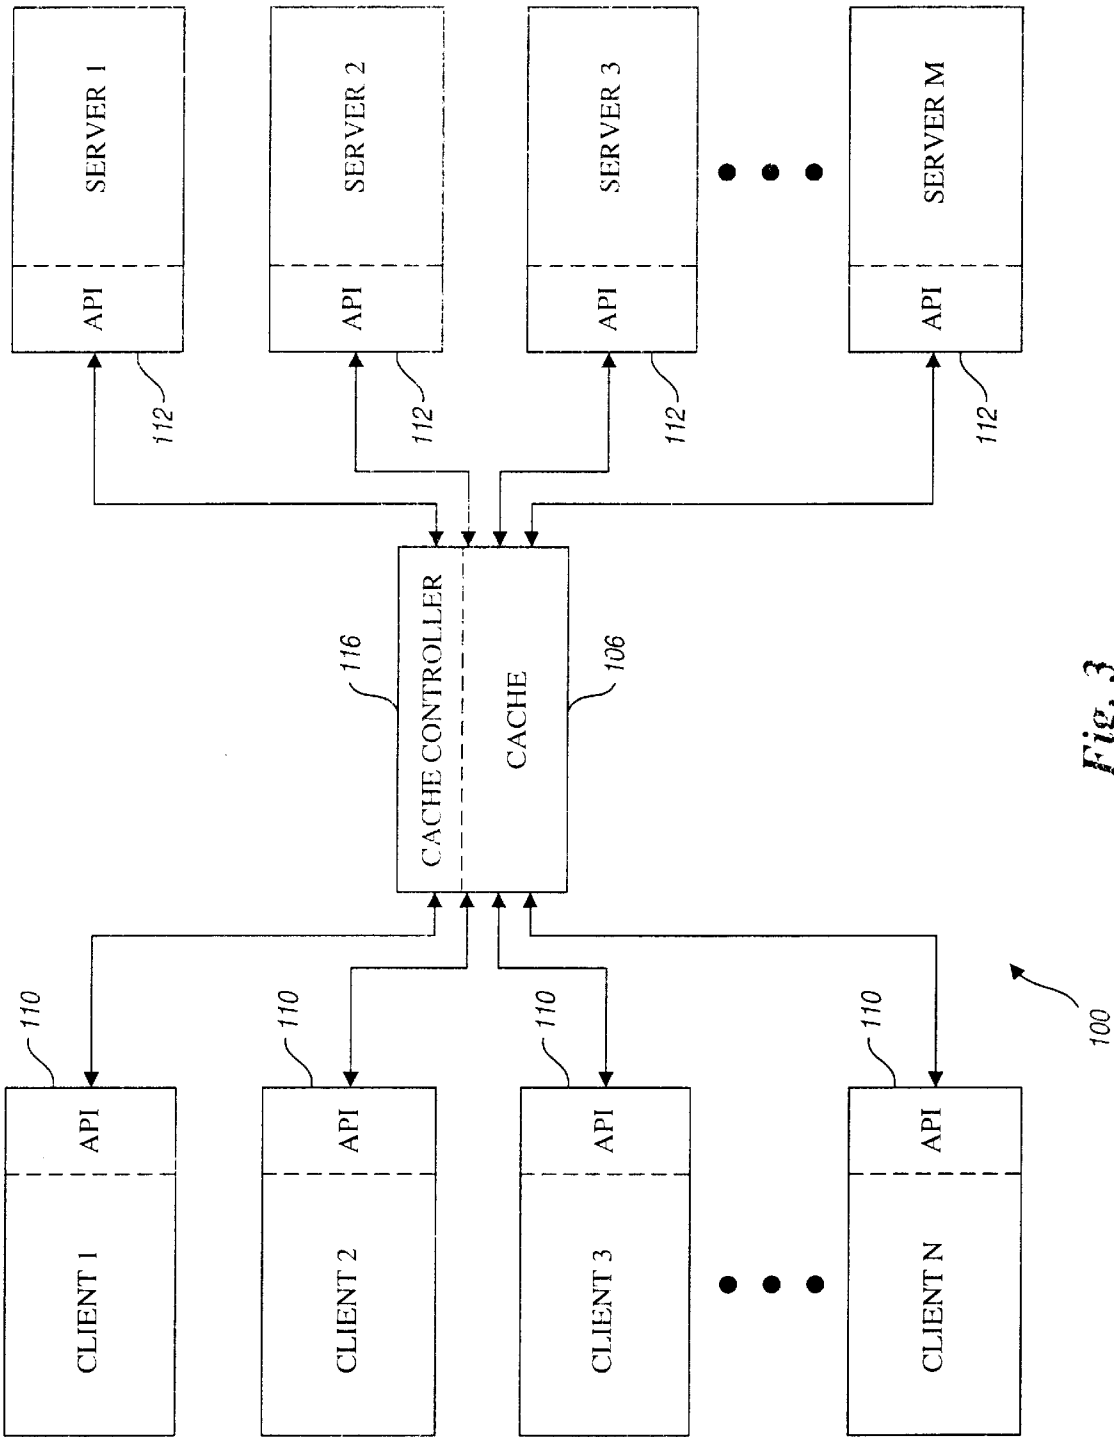 CLIENT 1
API
110
CLIENT 2
API
110
CLIENT 3
API
110
CLIENT N
API
110
CACHE CONTROLLER
116
CACHE
106
API
SERVER 1
112
API
SERVER 2
112
API
SERVER 3
112
API
SERVER M
112
100
Fig. 3